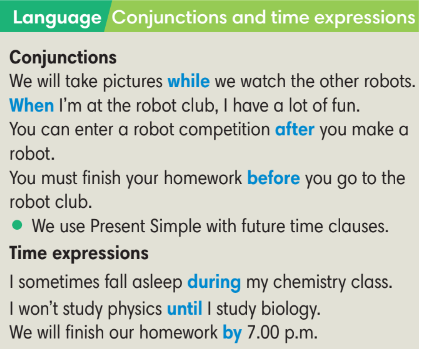 Language Conjunctions and time expressions
Conjunctions
We will take pictures while we watch the other robots.
When I'm at the robot club, I have a lot of fun.
You can enter a robot competition after you make a
robot.
You must finish your homework before you go to the
robot club.
● We use Present Simple with future time clauses.
Time expressions
I sometimes fall asleep during my chemistry class.
I won't study physics until I study biology.
We will finish our homework by 7.00 p.m.